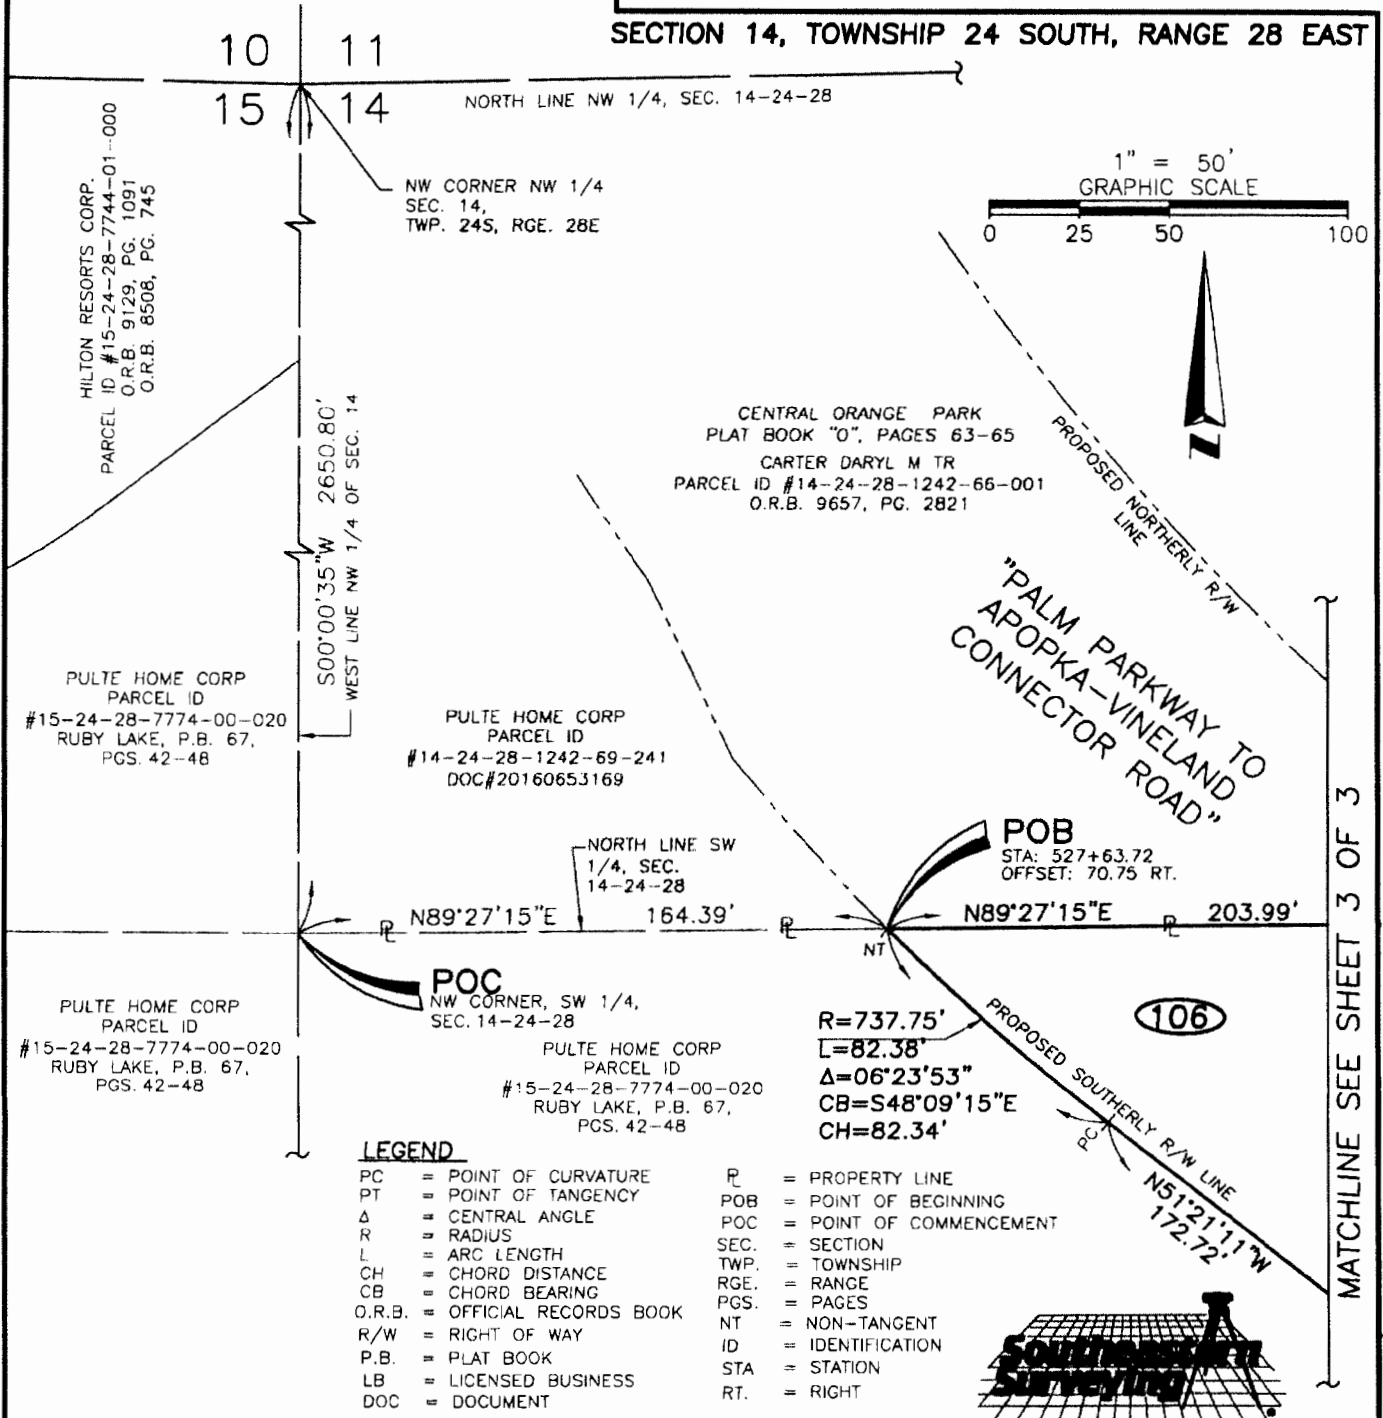 SECTION 14, TOWNSHIP 24 SOUTH, RANGE 28 EAST
10
11
15
14
NORTH LINE NW 1/4, SEC. 14-24-28
NW CORNER NW 1/4
SEC. 14,
TWP. 24S, RGE. 28E
HILTON RESORTS CORP.
PARCEL ID #15-24-28-7744-01-000
O.R.B. 9129, PG. 1091
O.R.B. 8508, PG. 745
1" = 50'
GRAPHIC SCALE
0 25 50 100
N
S00°00'35"W 2650.80'
WEST LINE NW 1/4 OF SEC. 14
CENTRAL ORANGE PARK
PLAT BOOK "O", PAGES 63-65
CARTER DARYL M TR
PARCEL ID #14-24-28-1242-66-001
O.R.B. 9657, PG. 2821
PROPOSED NORTHERLY R/W
LINE
"PALM PARKWAY TO
APOPKA-VINELAND
CONNECTOR ROAD"
PULTE HOME CORP
PARCEL ID
#15-24-28-7774-00-020
RUBY LAKE, P.B. 67,
PGS. 42-48
PULTE HOME CORP
PARCEL ID
#14-24-28-1242-69-241
DOC#20160653169
NORTH LINE SW
1/4, SEC.
14-24-28
POB
STA: 527+63.72
OFFSET: 70.75 RT.
N89°27'15"E 164.39'
PL
PL
N89°27'15"E 203.99'
PL
NT
POC
NW CORNER, SW 1/4,
SEC. 14-24-28
PULTE HOME CORP
PARCEL ID
#15-24-28-7774-00-020
RUBY LAKE, P.B. 67,
PGS. 42-48
PULTE HOME CORP
PARCEL ID
#15-24-28-7774-00-020
RUBY LAKE, P.B. 67,
PGS. 42-48
R=737.75'
L=82.38'
Δ=06°23'53"
CB=S48°09'15"E
CH=82.34'
106
PROPOSED SOUTHERLY R/W LINE
PC
N51°21'11"W
172.72'
MATCHLINE SEE SHEET 3 OF 3
LEGEND
PC = POINT OF CURVATURE
PT = POINT OF TANGENCY
Δ = CENTRAL ANGLE
R = RADIUS
L = ARC LENGTH
CH = CHORD DISTANCE
CB = CHORD BEARING
O.R.B. = OFFICIAL RECORDS BOOK
R/W = RIGHT OF WAY
P.B. = PLAT BOOK
LB = LICENSED BUSINESS
DOC = DOCUMENT
PL = PROPERTY LINE
POB = POINT OF BEGINNING
POC = POINT OF COMMENCEMENT
SEC. = SECTION
TWP. = TOWNSHIP
RGE. = RANGE
PGS. = PAGES
NT = NON-TANGENT
ID = IDENTIFICATION
STA = STATION
RT. = RIGHT
Southeastern
Surveying